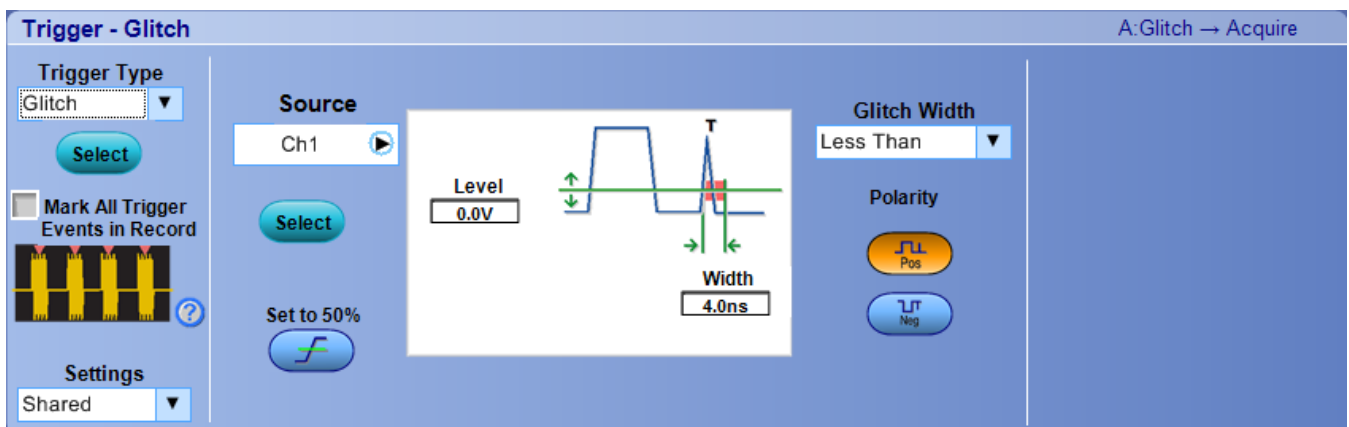 Trigger - Glitch
A:Glitch → Acquire
Trigger Type
Glitch
Select
Mark All Trigger
Events in Record
?
Settings
Shared
Source
Ch1
Select
Set to 50%
Level
0.0V
T
Width
4.0ns
Glitch Width
Less Than
Polarity
Pos
Neg